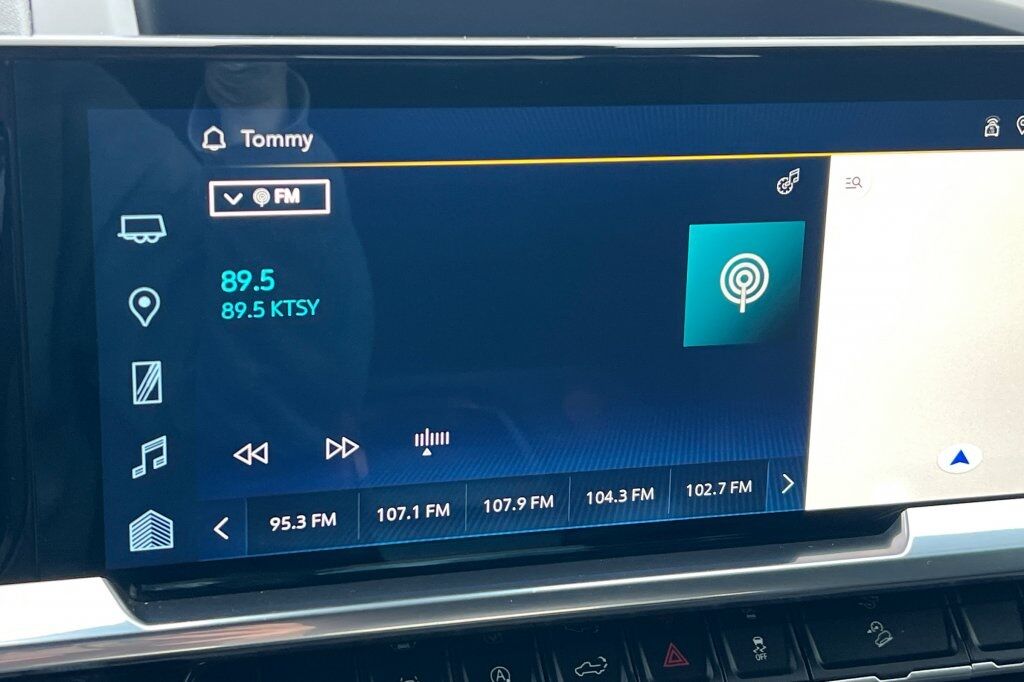 Tommy
FM
89.5
89.5 KTSY
95.3 FM
107.1 FM
107.9 FM
104.3 FM
102.7 FM
A
OFF